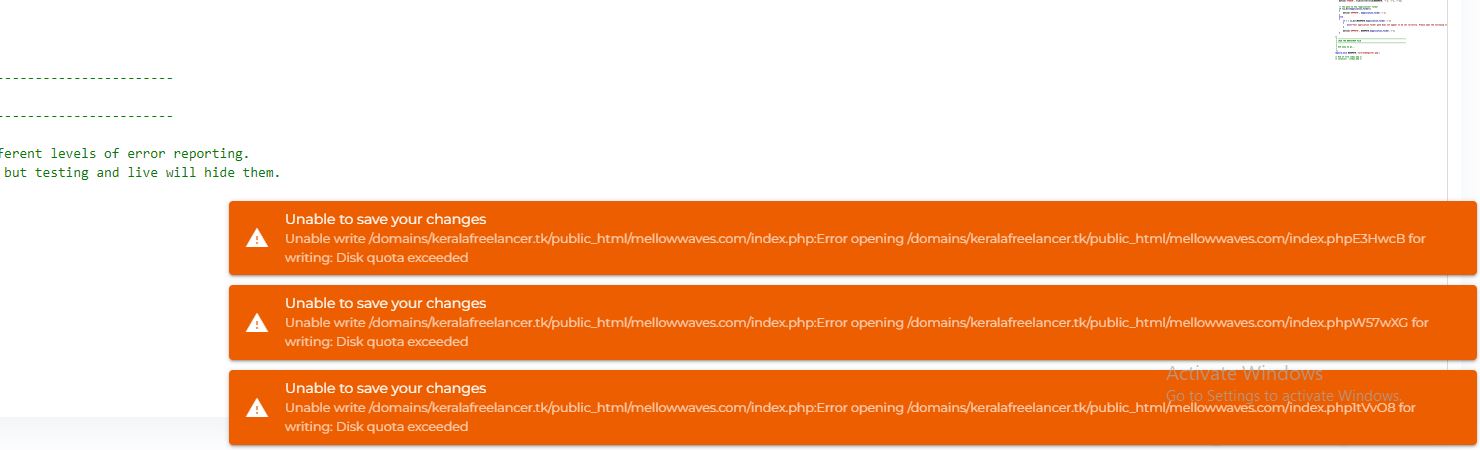 -----------------------
-----------------------
ferent levels of error reporting.
but testing and live will hide them.
Unable to save your changes
Unable write /domains/keralafreelancer.tk/public_html/mellowwaves.com/index.php:Error opening /domains/keralafreelancer.tk/public_html/mellowwaves.com/index.phpE3HwcB for
writing: Disk quota exceeded
Unable to save your changes
Unable write /domains/keralafreelancer.tk/public_html/mellowwaves.com/index.php:Error opening /domains/keralafreelancer.tk/public_html/mellowwaves.com/index.phpW57wXG for
writing: Disk quota exceeded
Activate Windows
Unable to save your changes
Go to Settings to activate Windows.
Unable write /domains/keralafreelancer.tk/public_html/mellowwaves.com/index.php:Error opening /domains/keralafreelancer.tk/public_html/mellowwaves.com/index.php1tVvO8 for
writing: Disk quota exceeded